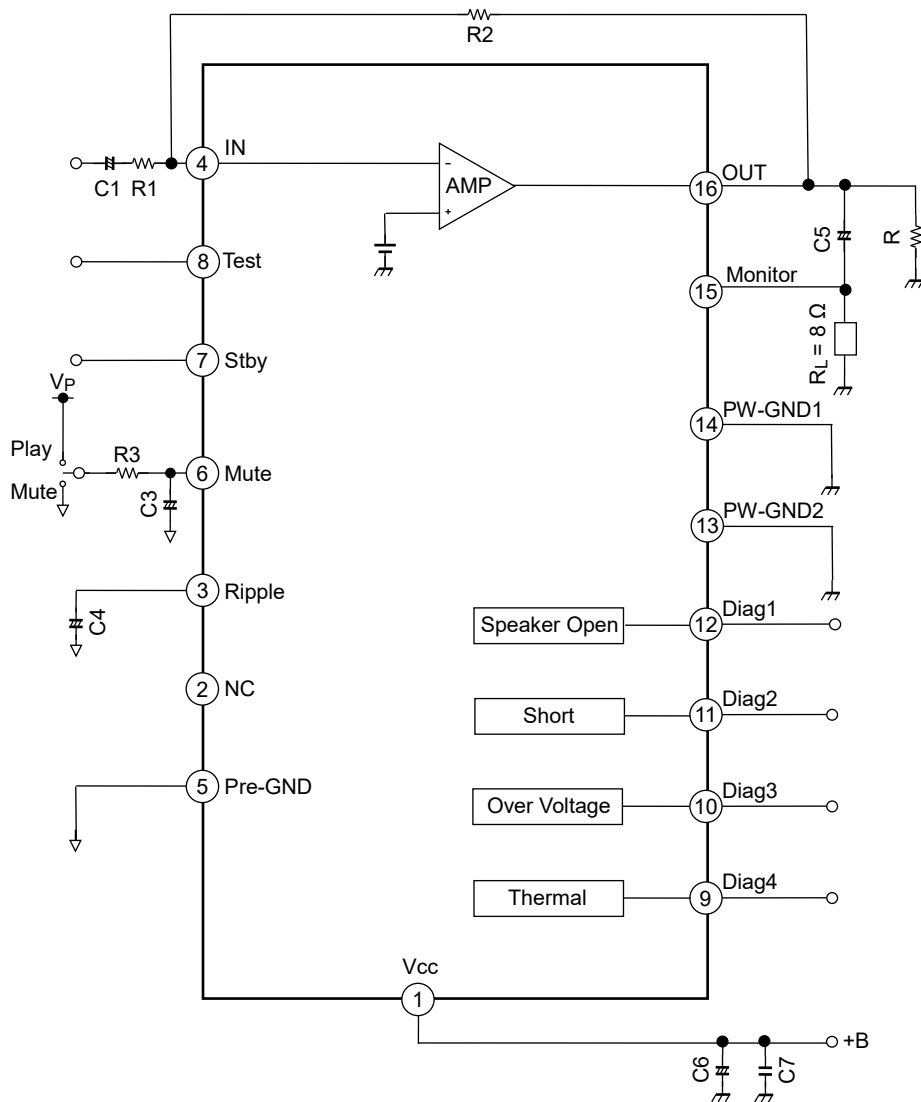 R2
IN
4
C1 R1
AMP
−
+
OUT
16
C5
R
Test
8
Monitor
15
RL = 8 Ω
Stby
7
VP
Play
Mute
R3
6
Mute
C3
PW-GND1
14
PW-GND2
13
3
Ripple
C4
Speaker Open
12
Diag1
2
NC
Short
11
Diag2
5
Pre-GND
Over Voltage
10
Diag3
Thermal
9
Diag4
Vcc
1
+B
C6
C7